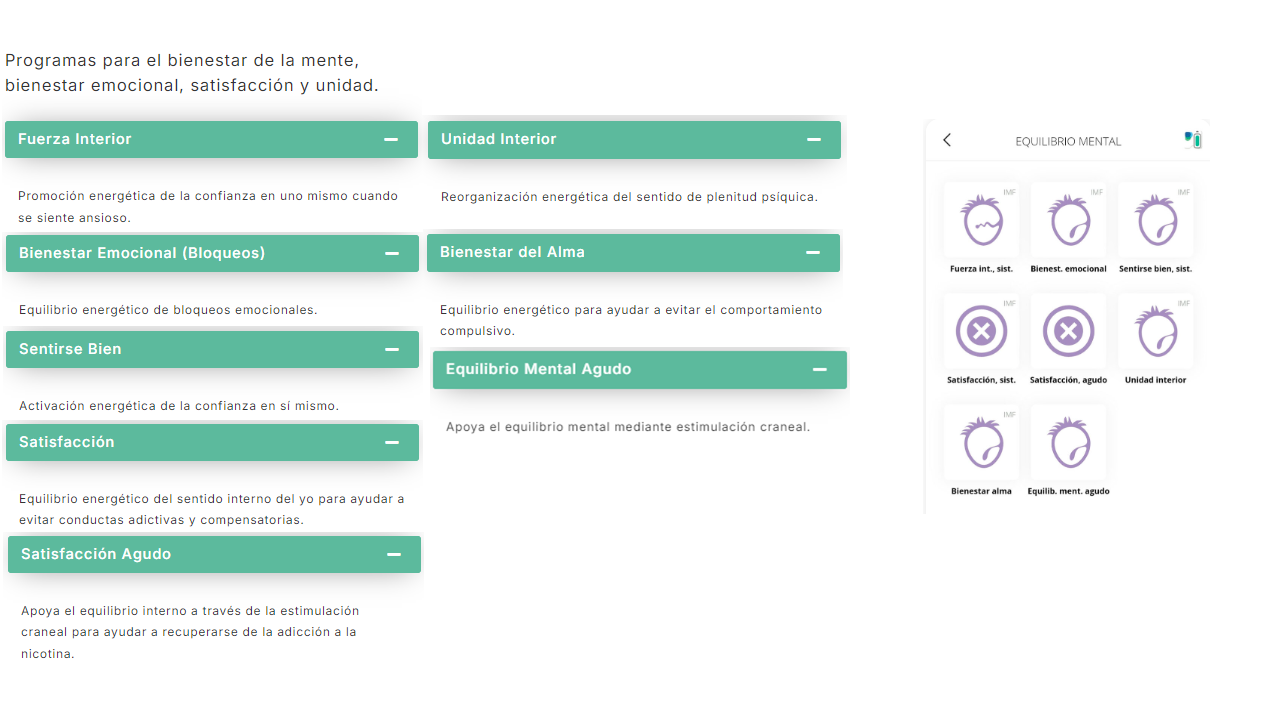 Programas para el bienestar de la mente,
bienestar emocional, satisfacción y unidad.
Fuerza Interior
Promoción energética de la confianza en uno mismo cuando
se siente ansioso.
Bienestar Emocional (Bloqueos)
Equilibrio energético de bloqueos emocionales.
Sentirse Bien
Activación energética de la confianza en sí mismo.
Satisfacción
Equilibrio energético del sentido interno del yo para ayudar a
evitar conductas adictivas y compensatorias.
Satisfacción Agudo
Apoya el equilibrio interno a través de la estimulación
craneal para ayudar a recuperarse de la adicción a la
nicotina.
Unidad Interior
Reorganización energética del sentido de plenitud psíquica.
Bienestar del Alma
Equilibrio energético para ayudar a evitar el comportamiento
compulsivo.
Equilibrio Mental Agudo
Apoya el equilibrio mental mediante estimulación craneal.
EQUILIBRIO MENTAL
IMF IMF IMF
Fuerza int., sist. Bienest. emocional Sentirse bien, sist.
IMF IMF
Satisfacción, sist. Satisfacción, agudo Unidad interior
IMF
Bienestar alma Equilib. ment. agudo